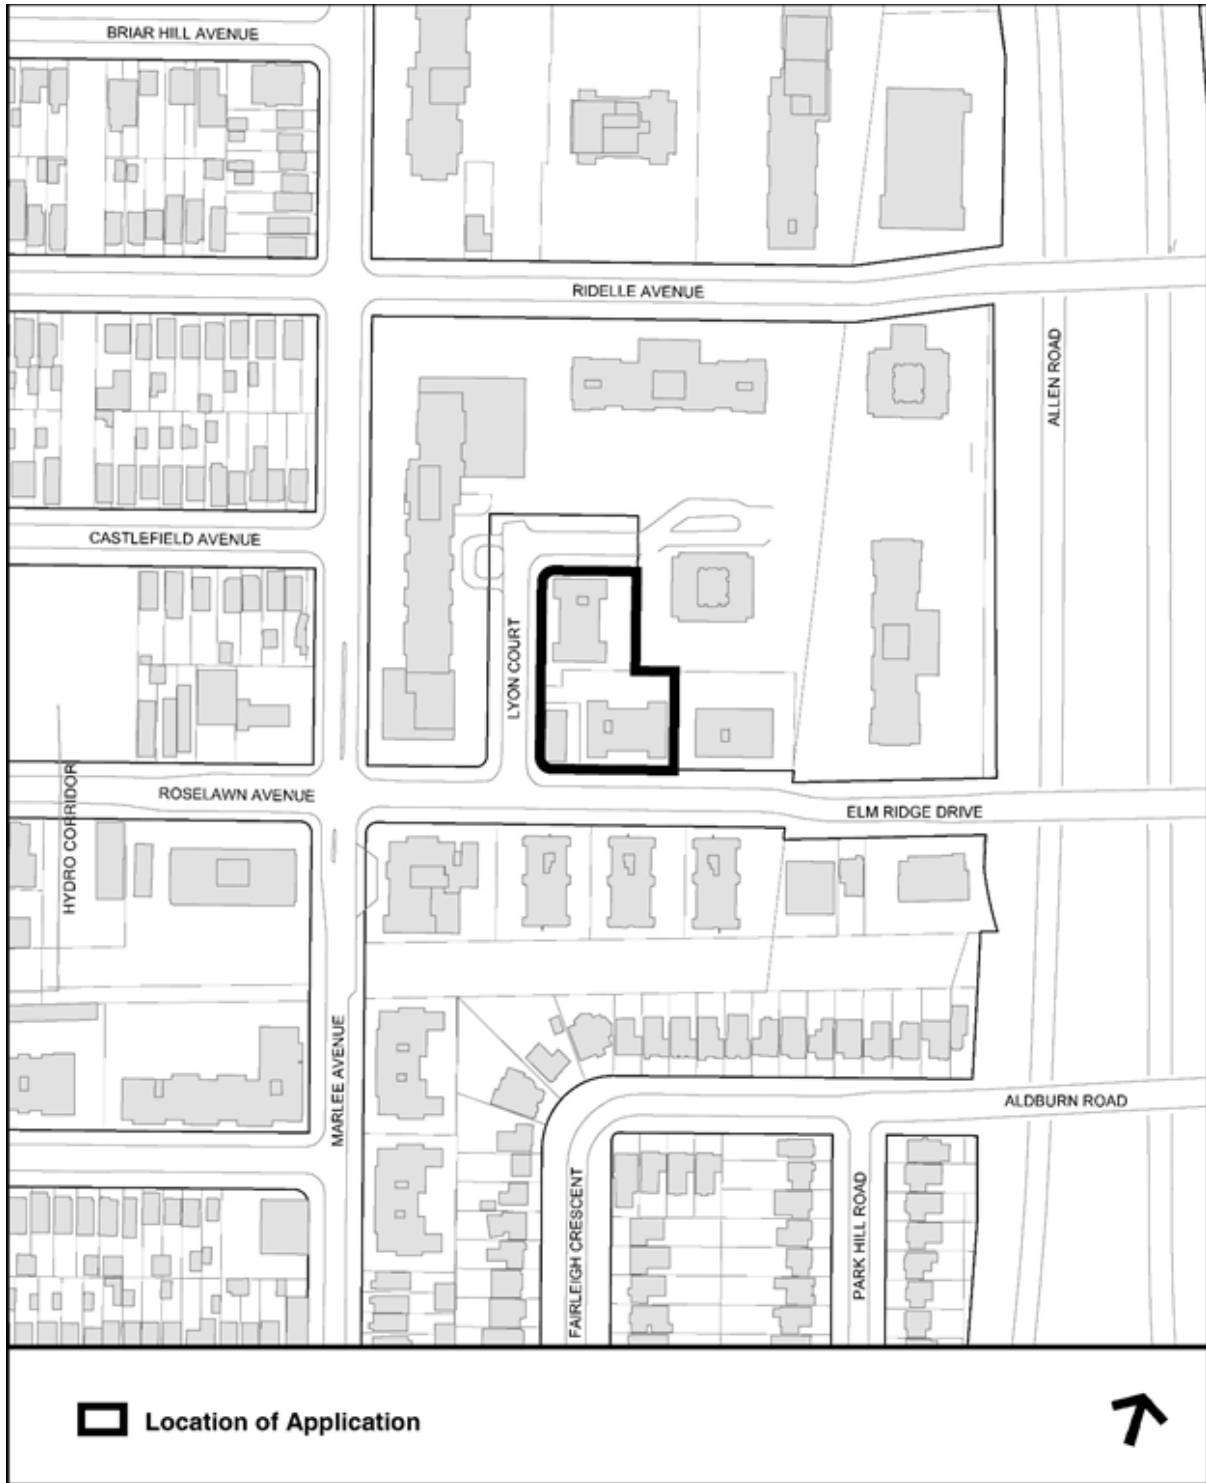 BRIAR HILL AVENUE
RIDELLE AVENUE
ALLEN ROAD
CASTLEFIELD AVENUE
LYON COURT
ROSELAWN AVENUE
ELM RIDGE DRIVE
HYDRO CORRIDOR
MARLEE AVENUE
ALDBURN ROAD
FAIRLEIGH CRESCENT
PARK HILL ROAD
Location of Application